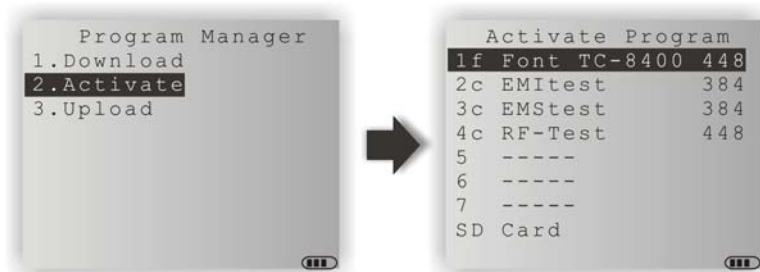 Program Manager
1.Download
2.Activate
3.Upload
Activate Program
1f Font TC-8400 448
2c EMItest 384
3c EMStest 384
4c RF-Test 448
5 -----
6 -----
7 -----
SD Card